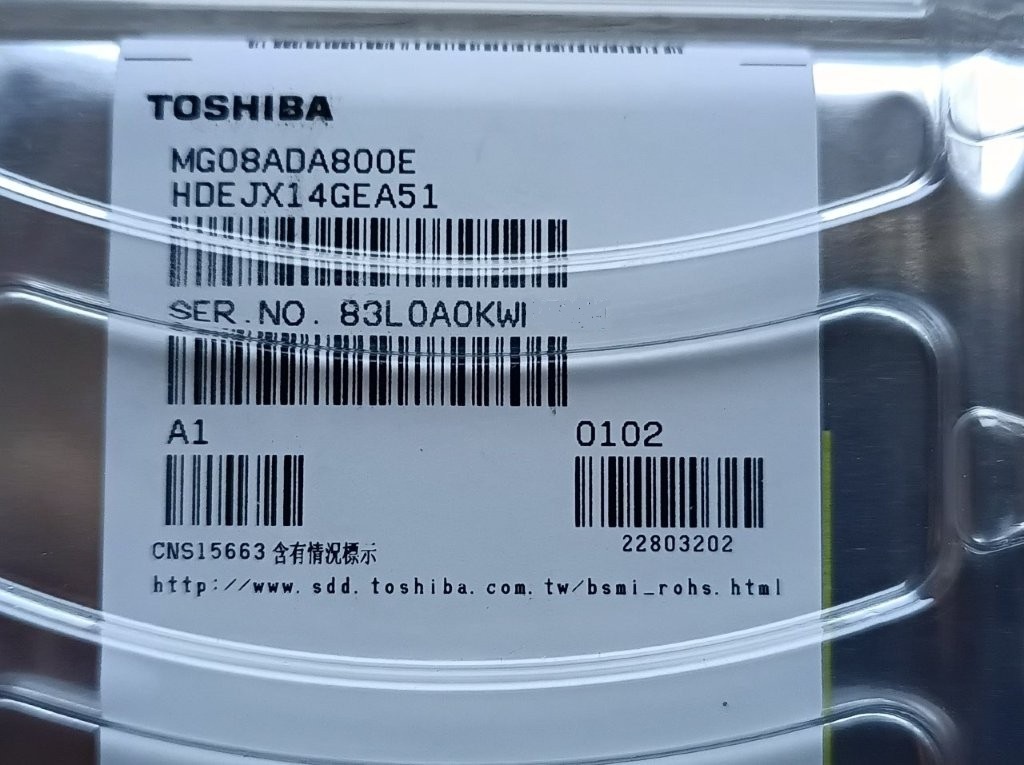 TOSHIBA
MG08ADA800E
HDEJX14GEA51
SER.NO. 83L0A0KWI
A1
0102
22803202
CNS15663 含有情況標示
http://www.sdd.toshiba.com.tw/bsmi_rohs.html